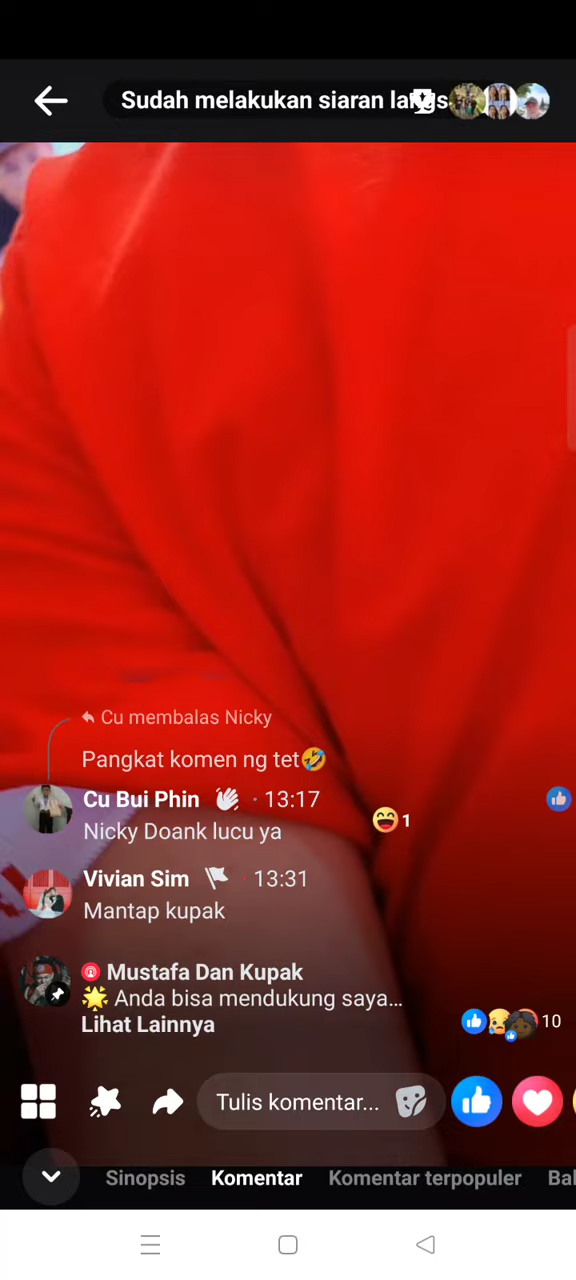 Sudah melakukan siaran langs
Cu membalas Nicky
Pangkat komen ng tet🤣
Cu Bui Phin 👋 · 13:17
Nicky Doank lucu ya
😄 1
Vivian Sim · 13:31
Mantap kupak
Mustafa Dan Kupak
🌟 Anda bisa mendukung saya...
Lihat Lainnya
10
Tulis komentar...
Sinopsis Komentar Komentar terpopuler Bal